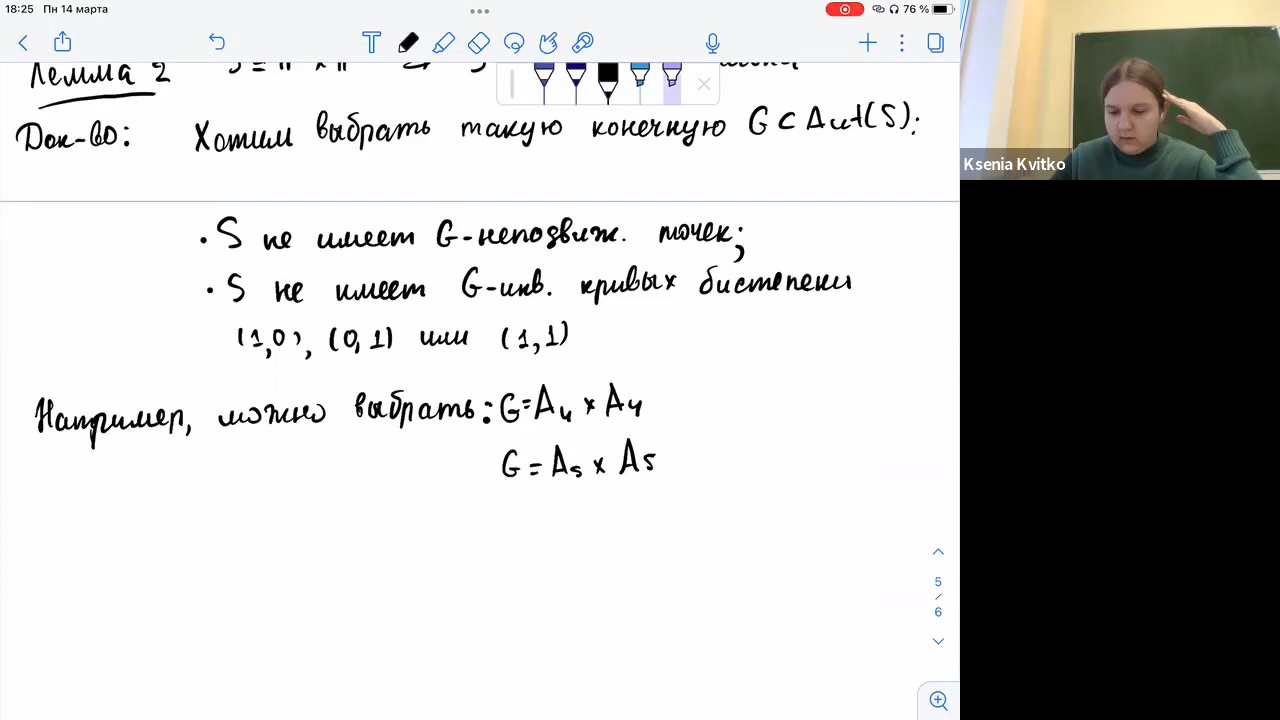 18:25 Пн 14 марта
76 %
Лемма 2
Док-во: Хотим выбрать такую конечную G ⊂ Aut(S):
• S не имеет G-неподвиж. точек;
• S не имеет G-инв. кривых бистепени
(1,0), (0,1) или (1,1)
Например, можно выбрать: G = A₄ × A₄
G = A₅ × A₅
5
/
6
Ksenia Kvitko